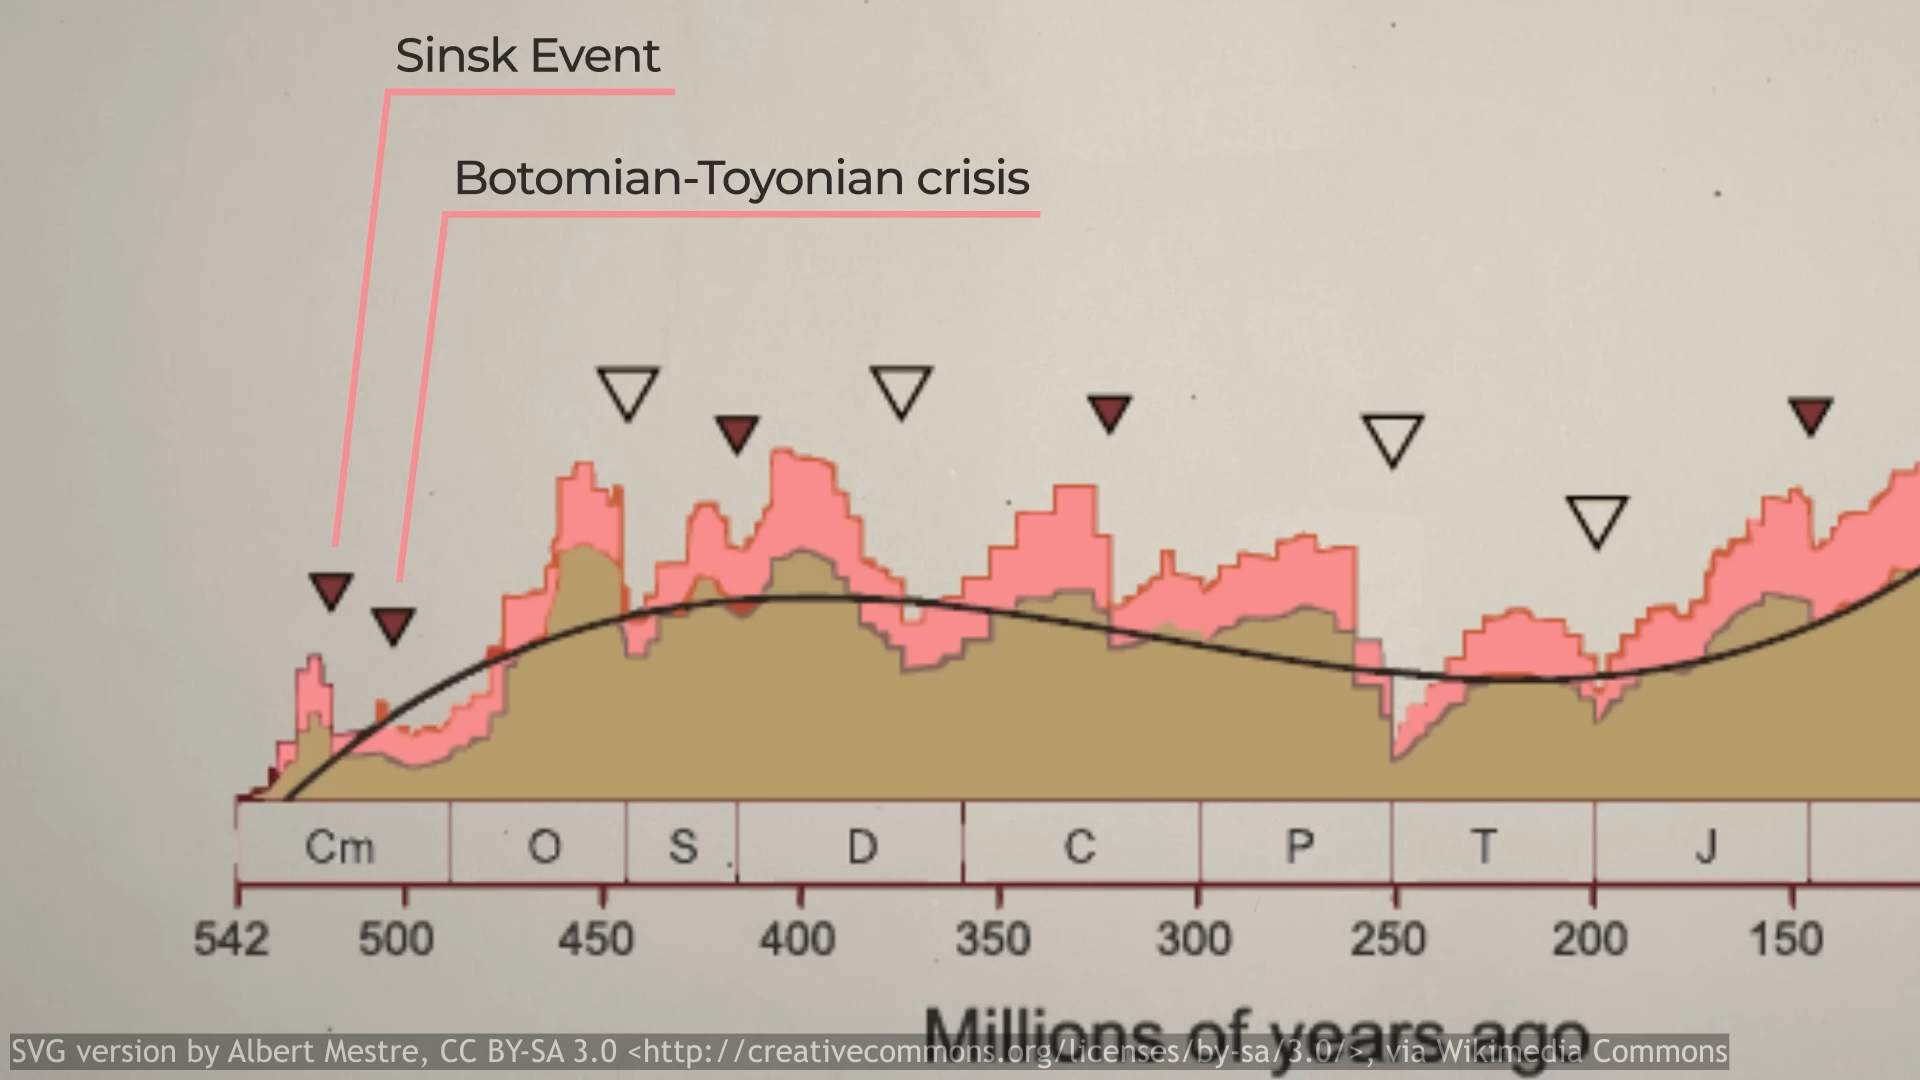 Sinsk Event
Botomian-Toyonian crisis
Cm O S D C P T J
542 500 450 400 350 300 250 200 150
Millions of years ago
SVG version by Albert Mestre, CC BY-SA 3.0 <http://creativecommons.org/licenses/by-sa/3.0/>, via Wikimedia Commons